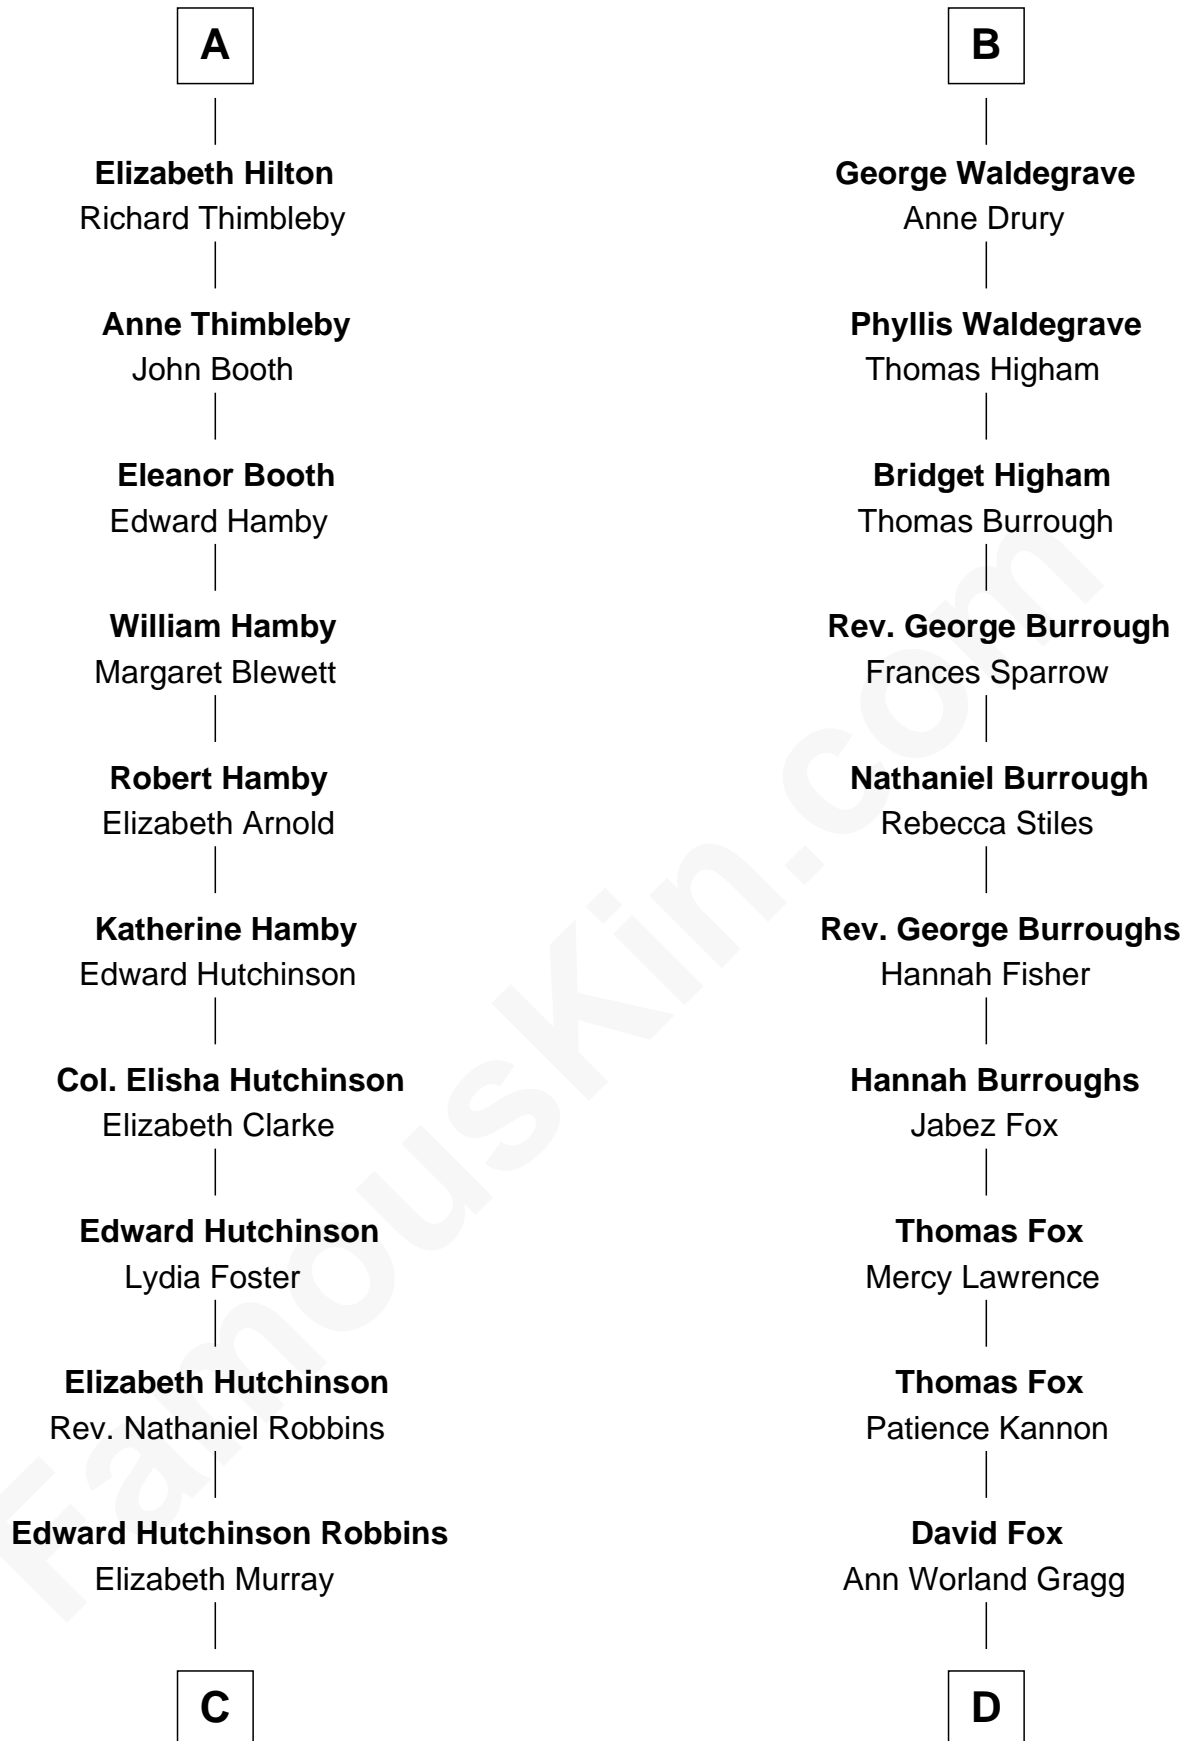 A
Elizabeth Hilton
Richard Thimbleby
Anne Thimbleby
John Booth
Eleanor Booth
Edward Hamby
William Hamby
Margaret Blewett
Robert Hamby
Elizabeth Arnold
Katherine Hamby
Edward Hutchinson
Col. Elisha Hutchinson
Elizabeth Clarke
Edward Hutchinson
Lydia Foster
Elizabeth Hutchinson
Rev. Nathaniel Robbins
Edward Hutchinson Robbins
Elizabeth Murray
C
B
George Waldegrave
Anne Drury
Phyllis Waldegrave
Thomas Higham
Bridget Higham
Thomas Burrough
Rev. George Burrough
Frances Sparrow
Nathaniel Burrough
Rebecca Stiles
Rev. George Burroughs
Hannah Fisher
Hannah Burroughs
Jabez Fox
Thomas Fox
Mercy Lawrence
Thomas Fox
Patience Kannon
David Fox
Ann Worland Gragg
D
FamousKin.com